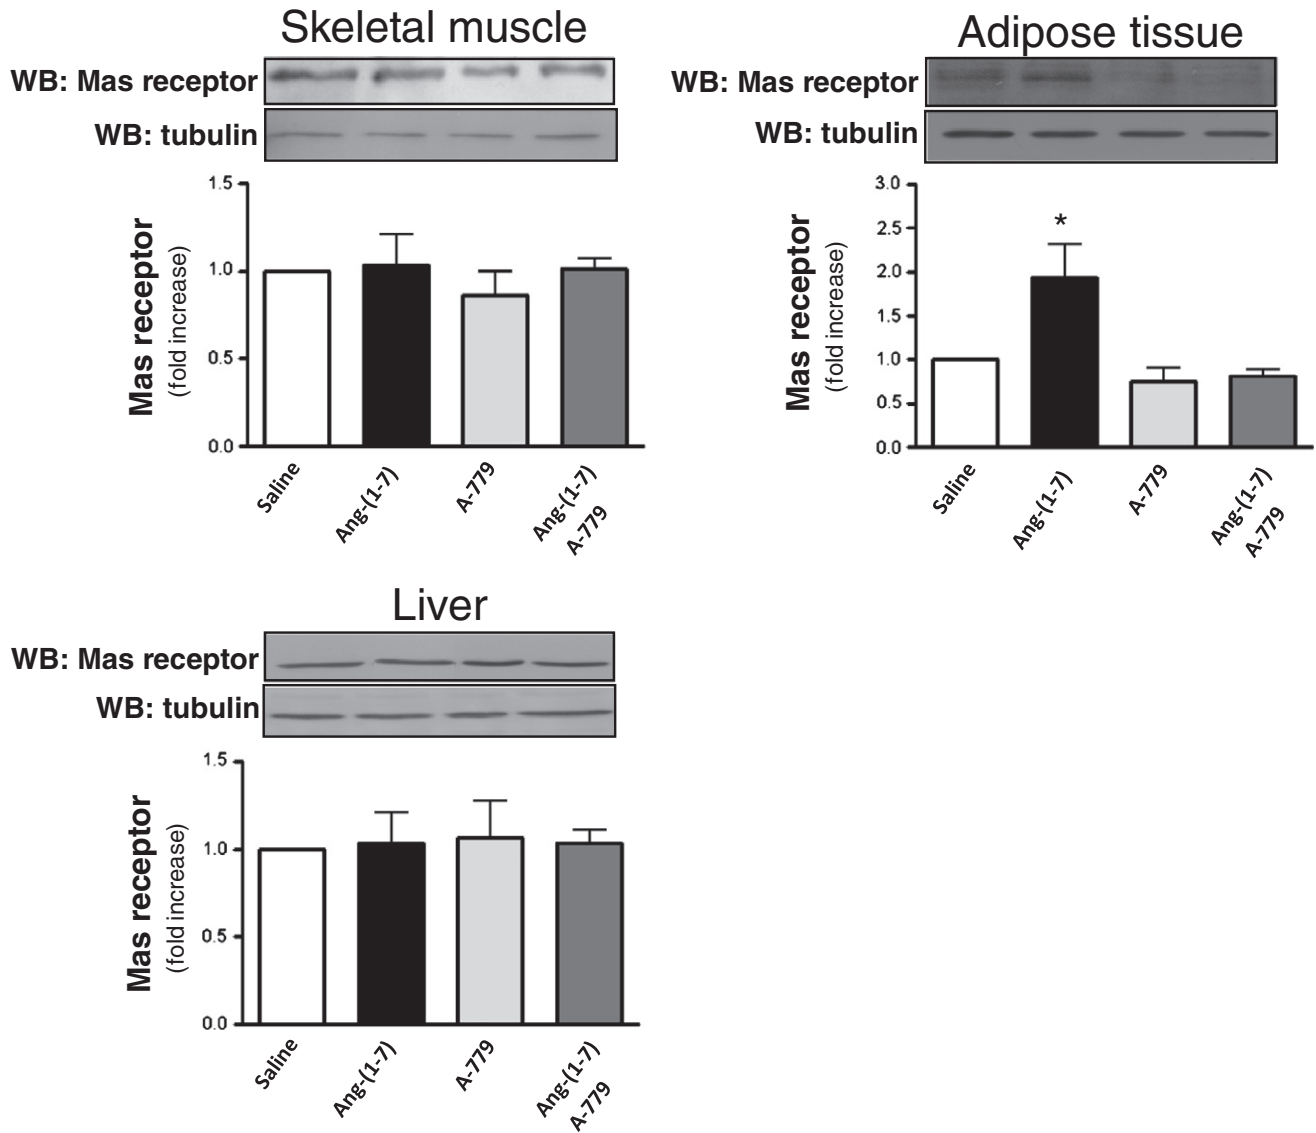 Skeletal muscle
WB: Mas receptor
WB: tubulin
Mas receptor
(fold increase)
1.5
1.0
0.5
0.0
Saline
Ang-(1-7)
A-779
Ang-(1-7)
A-779
Adipose tissue
WB: Mas receptor
WB: tubulin
Mas receptor
(fold increase)
3.0
2.5
2.0
1.5
1.0
0.5
0.0
*
Saline
Ang-(1-7)
A-779
Ang-(1-7)
A-779
Liver
WB: Mas receptor
WB: tubulin
Mas receptor
(fold increase)
1.5
1.0
0.5
0.0
Saline
Ang-(1-7)
A-779
Ang-(1-7)
A-779